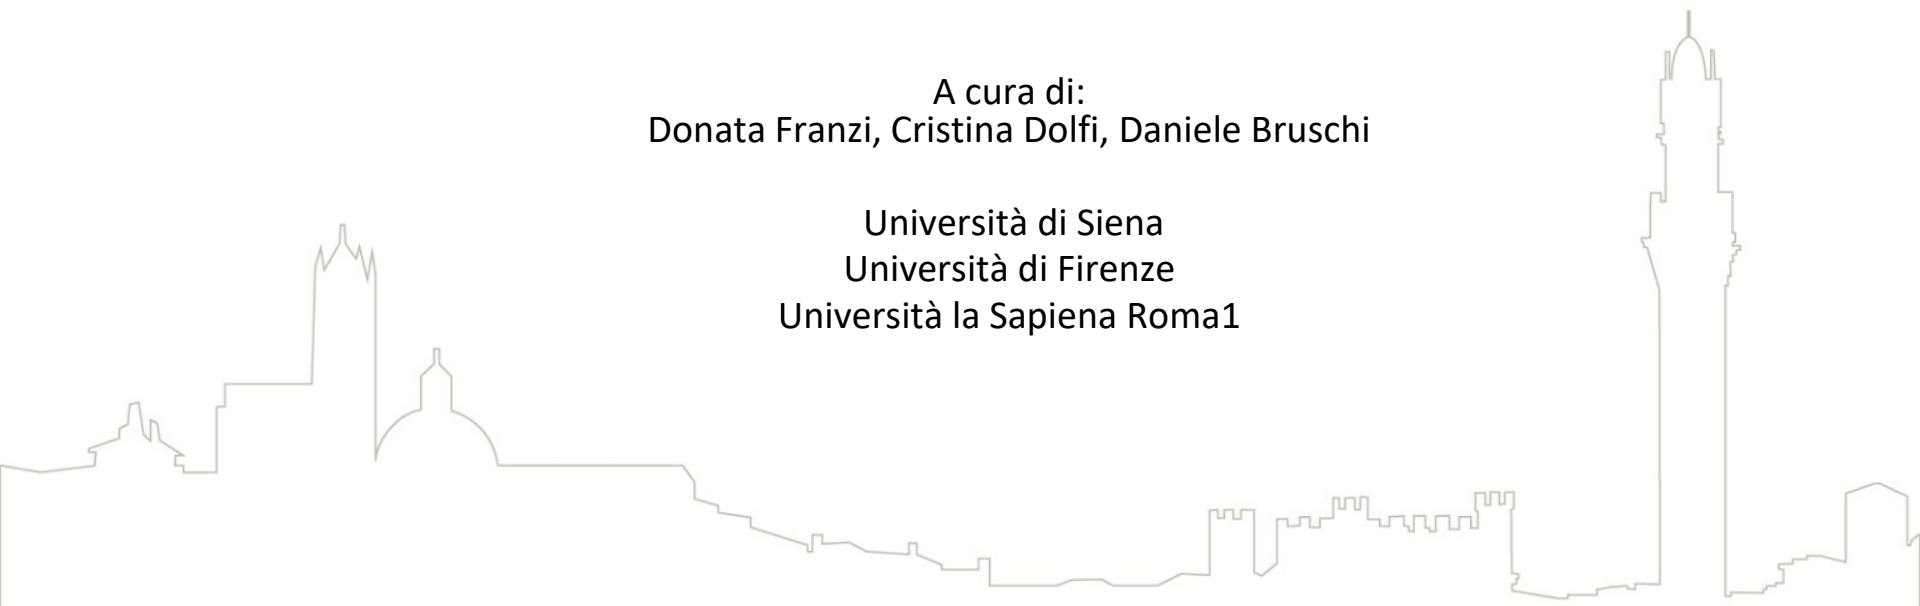 A cura di:
Donata Franzi, Cristina Dolfi, Daniele Bruschi
Università di Siena
Università di Firenze
Università la Sapiena Roma1